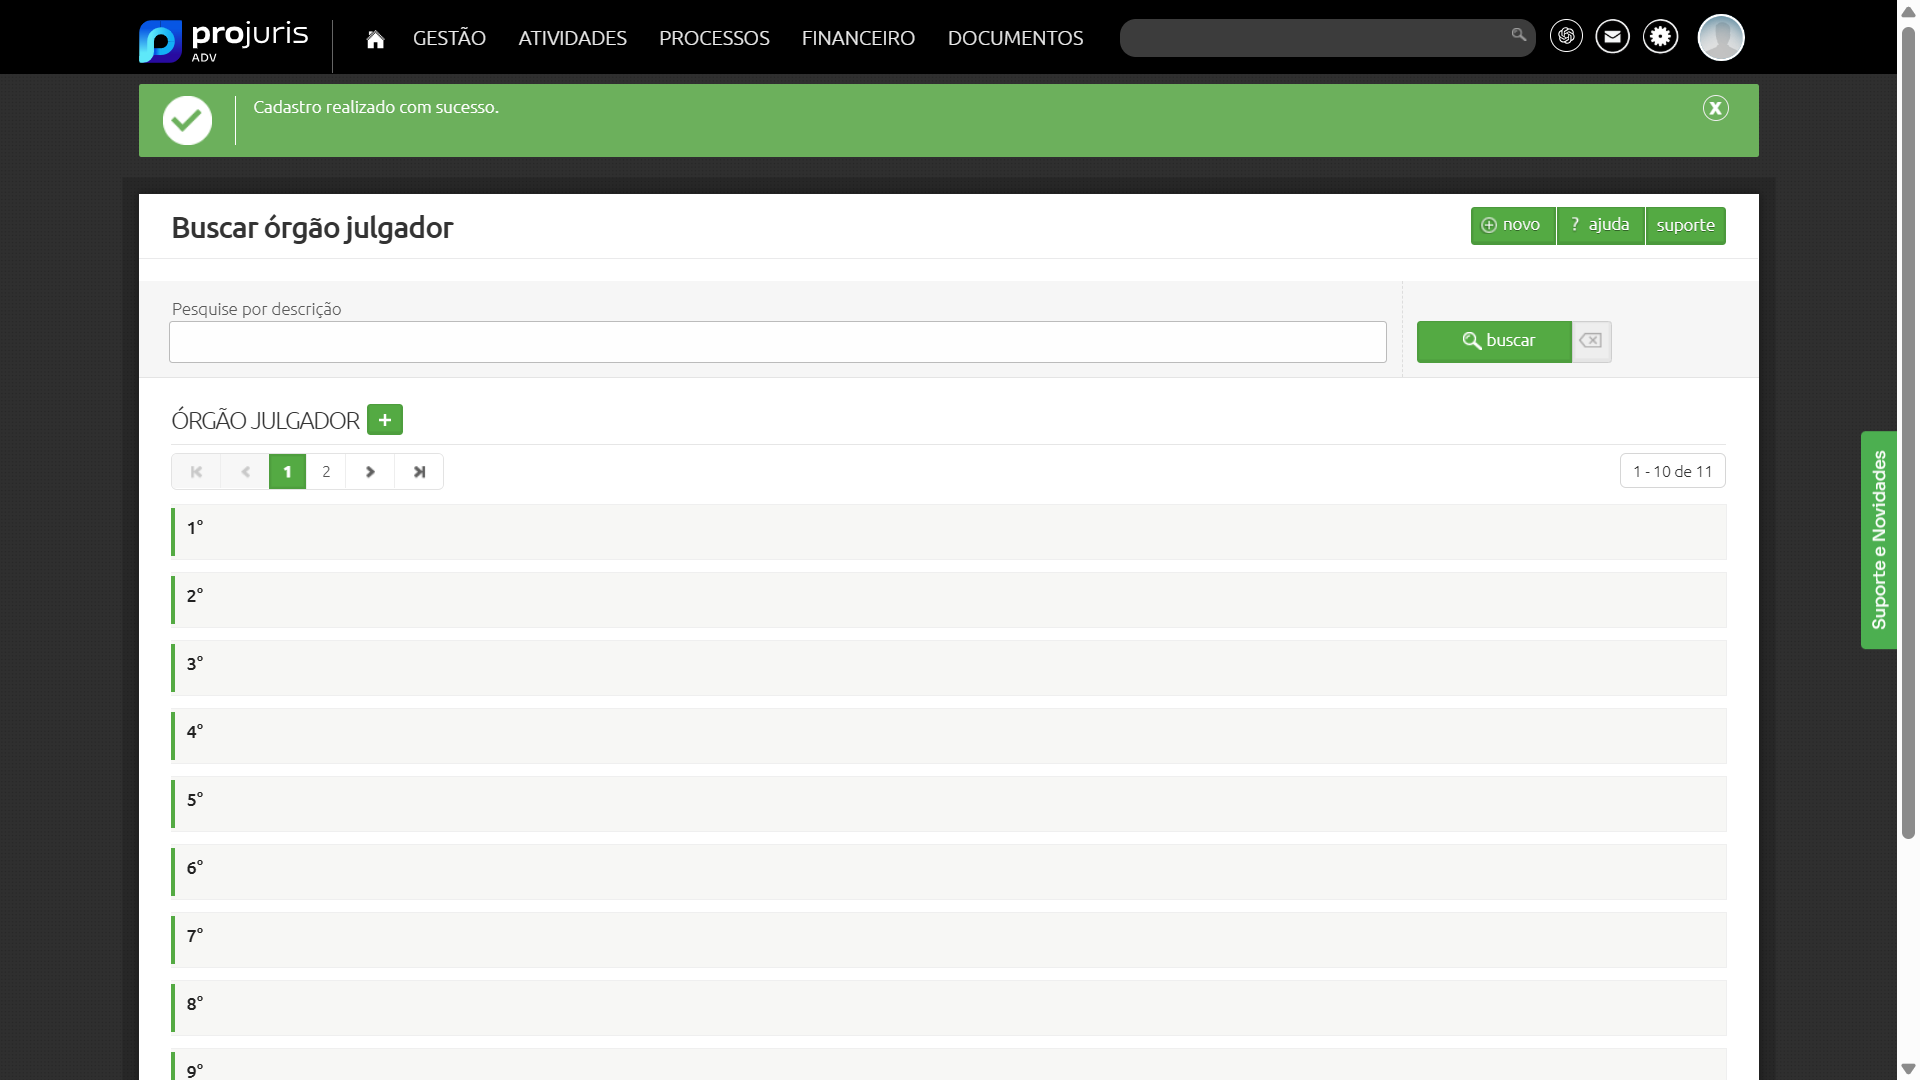 projuris
ADV
GESTÃO
ATIVIDADES
PROCESSOS
FINANCEIRO
DOCUMENTOS
Cadastro realizado com sucesso.
X
Buscar órgão julgador
novo
? ajuda
suporte
Pesquise por descrição
buscar
ÓRGÃO JULGADOR +
1
2
1 - 10 de 11
1°
2°
3°
4°
5°
6°
7°
8°
9°
Suporte e Novidades